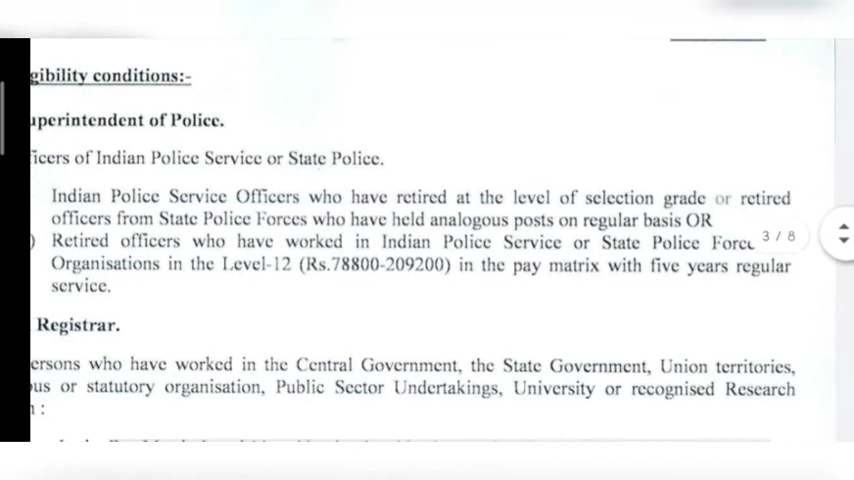 gibility conditions:-
uperintendent of Police.
ficers of Indian Police Service or State Police.
Indian Police Service Officers who have retired at the level of selection grade or retired
officers from State Police Forces who have held analogous posts on regular basis OR
) Retired officers who have worked in Indian Police Service or State Police Force
3 / 8
Organisations in the Level-12 (Rs.78800-209200) in the pay matrix with five years regular
service.
Registrar.
ersons who have worked in the Central Government, the State Government, Union territories,
us or statutory organisation, Public Sector Undertakings, University or recognised Research
: